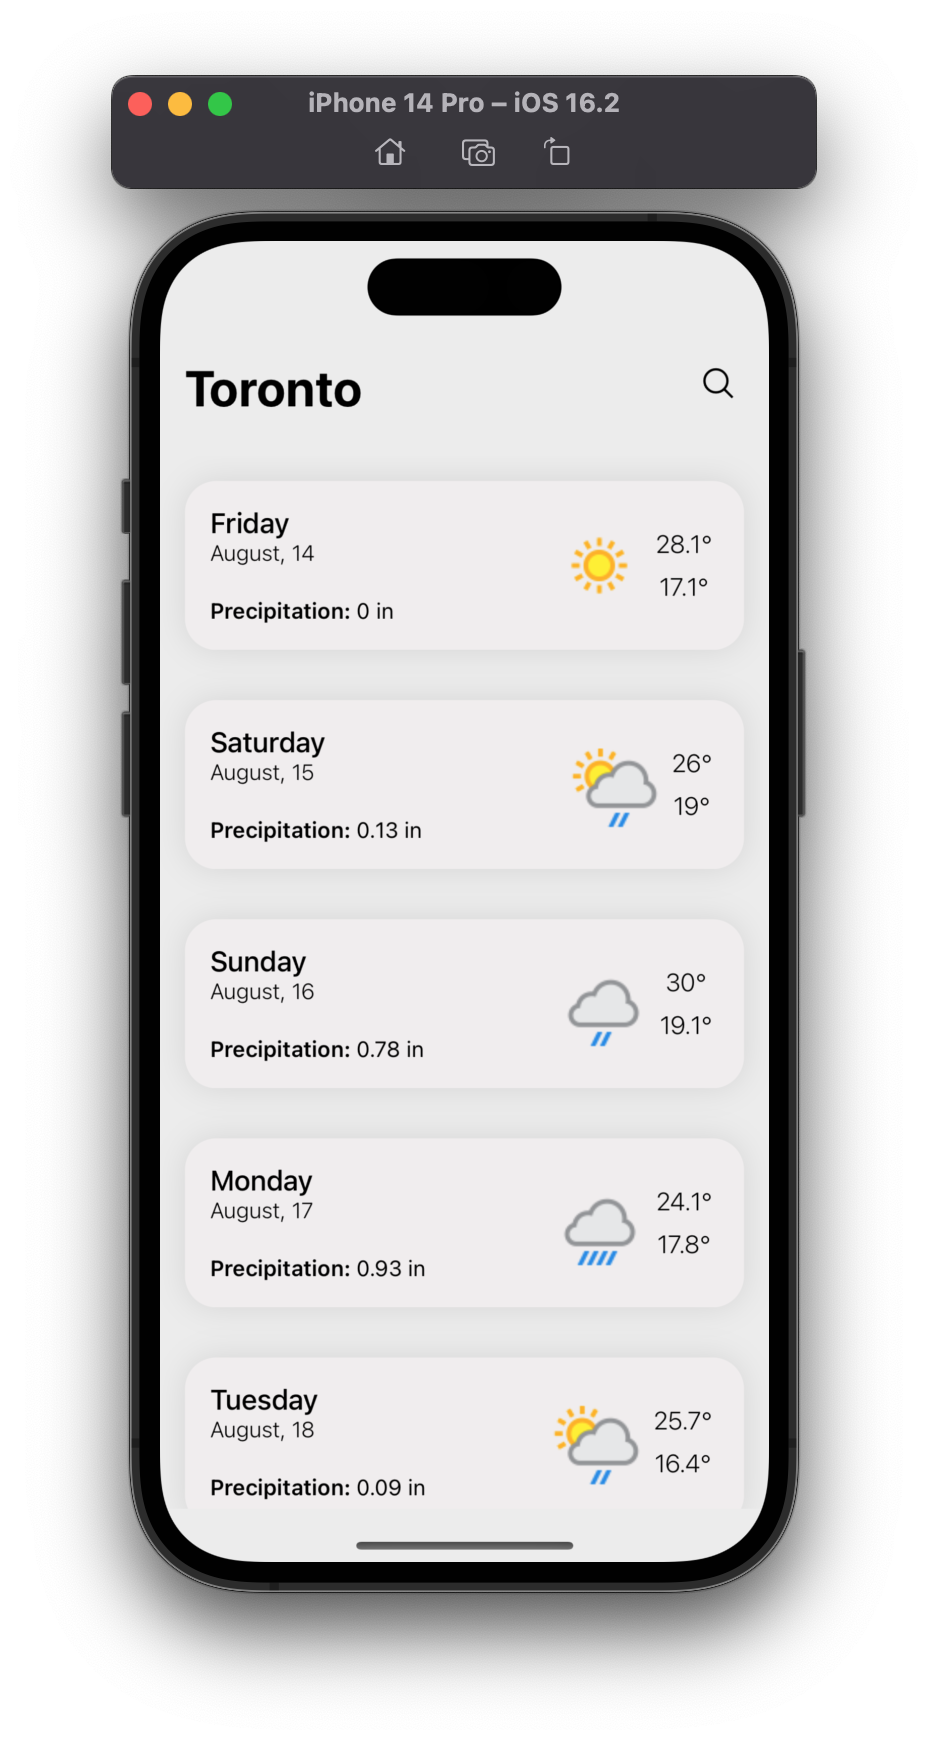 iPhone 14 Pro – iOS 16.2
Toronto
Friday
August, 14
28.1°
17.1°
Precipitation: 0 in
Saturday
August, 15
26°
19°
Precipitation: 0.13 in
Sunday
August, 16
30°
19.1°
Precipitation: 0.78 in
Monday
August, 17
24.1°
17.8°
Precipitation: 0.93 in
Tuesday
August, 18
25.7°
16.4°
Precipitation: 0.09 in